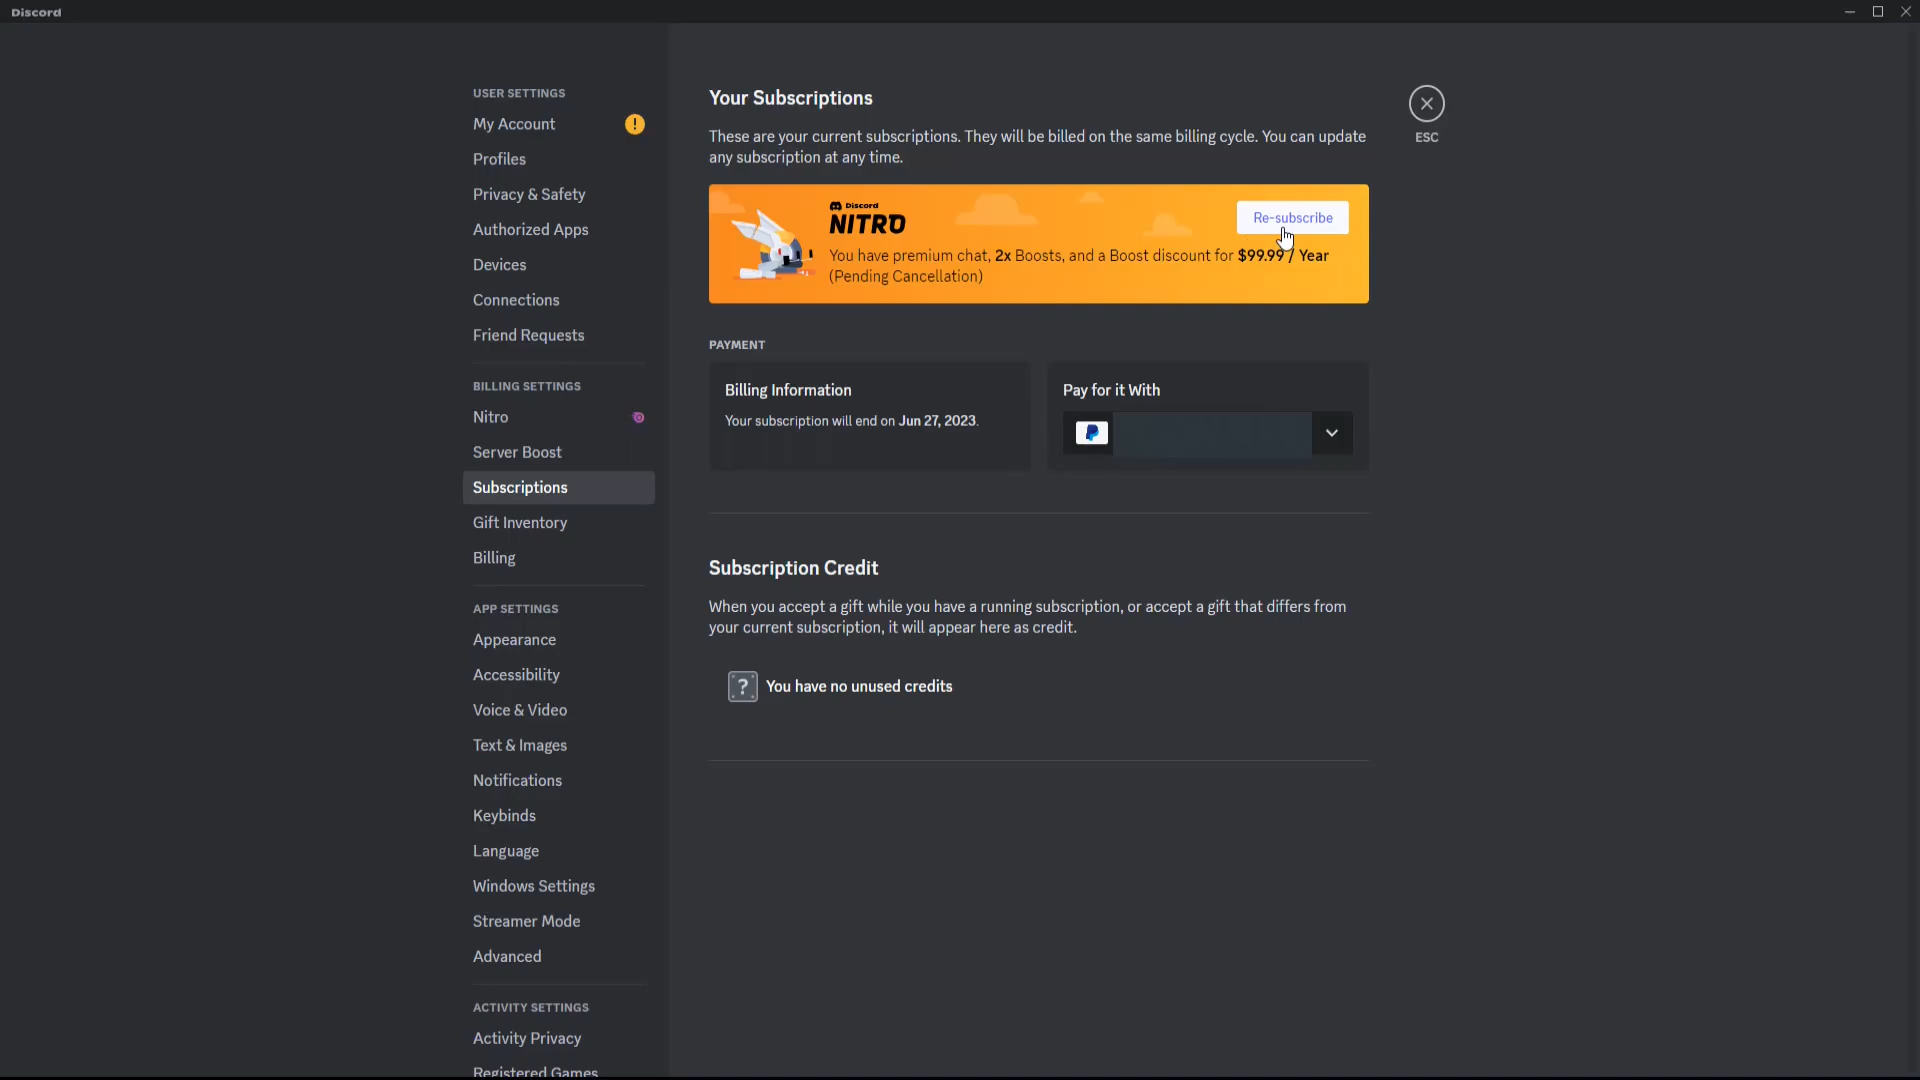 Discord
USER SETTINGS
My Account
!
Profiles
Privacy & Safety
Authorized Apps
Devices
Connections
Friend Requests
BILLING SETTINGS
Nitro
Server Boost
Subscriptions
Gift Inventory
Billing
APP SETTINGS
Appearance
Accessibility
Voice & Video
Text & Images
Notifications
Keybinds
Language
Windows Settings
Streamer Mode
Advanced
ACTIVITY SETTINGS
Activity Privacy
Registered Games
Your Subscriptions
These are your current subscriptions. They will be billed on the same billing cycle. You can update
any subscription at any time.
Discord
NITRO
Re-subscribe
You have premium chat, 2x Boosts, and a Boost discount for $99.99 / Year
(Pending Cancellation)
PAYMENT
Billing Information
Your subscription will end on Jun 27, 2023.
Pay for it With
Subscription Credit
When you accept a gift while you have a running subscription, or accept a gift that differs from
your current subscription, it will appear here as credit.
?
You have no unused credits
ESC